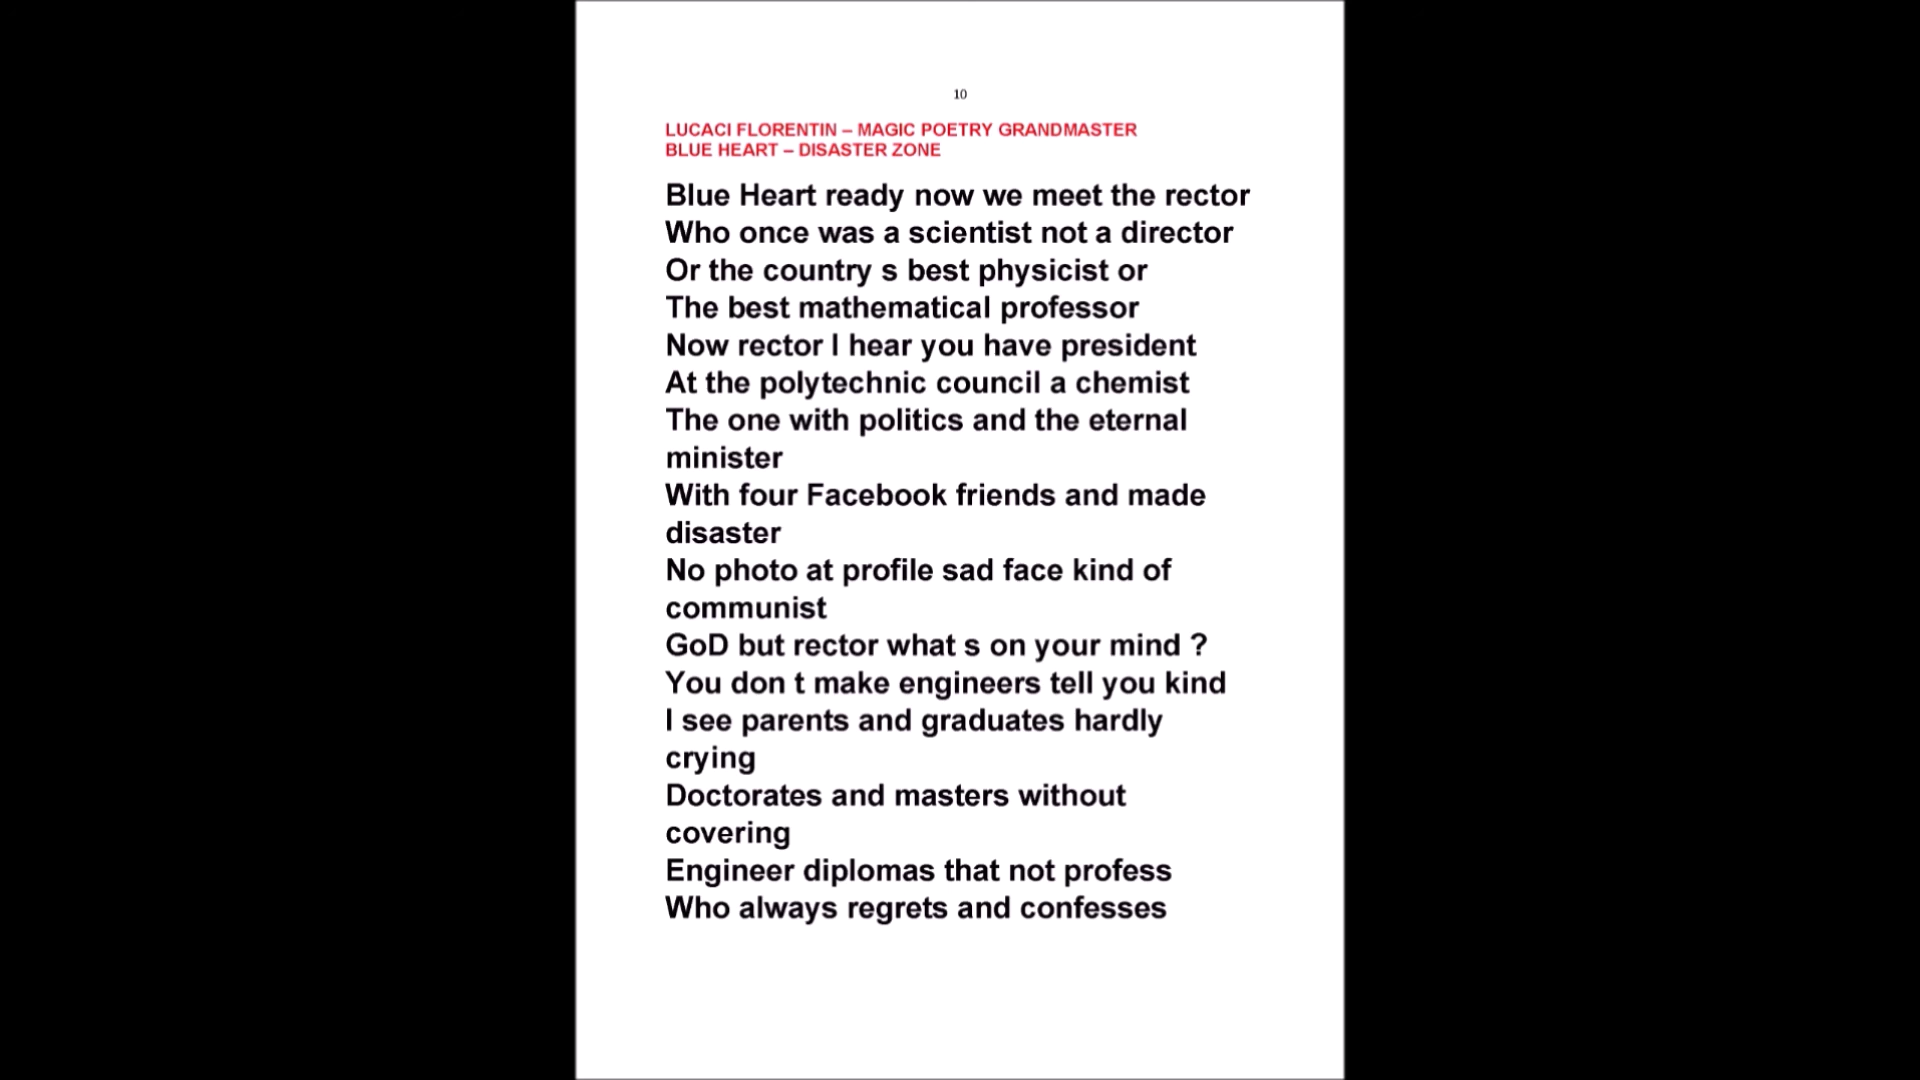 10
LUCACI FLORENTIN – MAGIC POETRY GRANDMASTER
BLUE HEART – DISASTER ZONE
Blue Heart ready now we meet the rector
Who once was a scientist not a director
Or the country s best physicist or
The best mathematical professor
Now rector I hear you have president
At the polytechnic council a chemist
The one with politics and the eternal
minister
With four Facebook friends and made
disaster
No photo at profile sad face kind of
communist
GoD but rector what s on your mind ?
You don t make engineers tell you kind
I see parents and graduates hardly
crying
Doctorates and masters without
covering
Engineer diplomas that not profess
Who always regrets and confesses